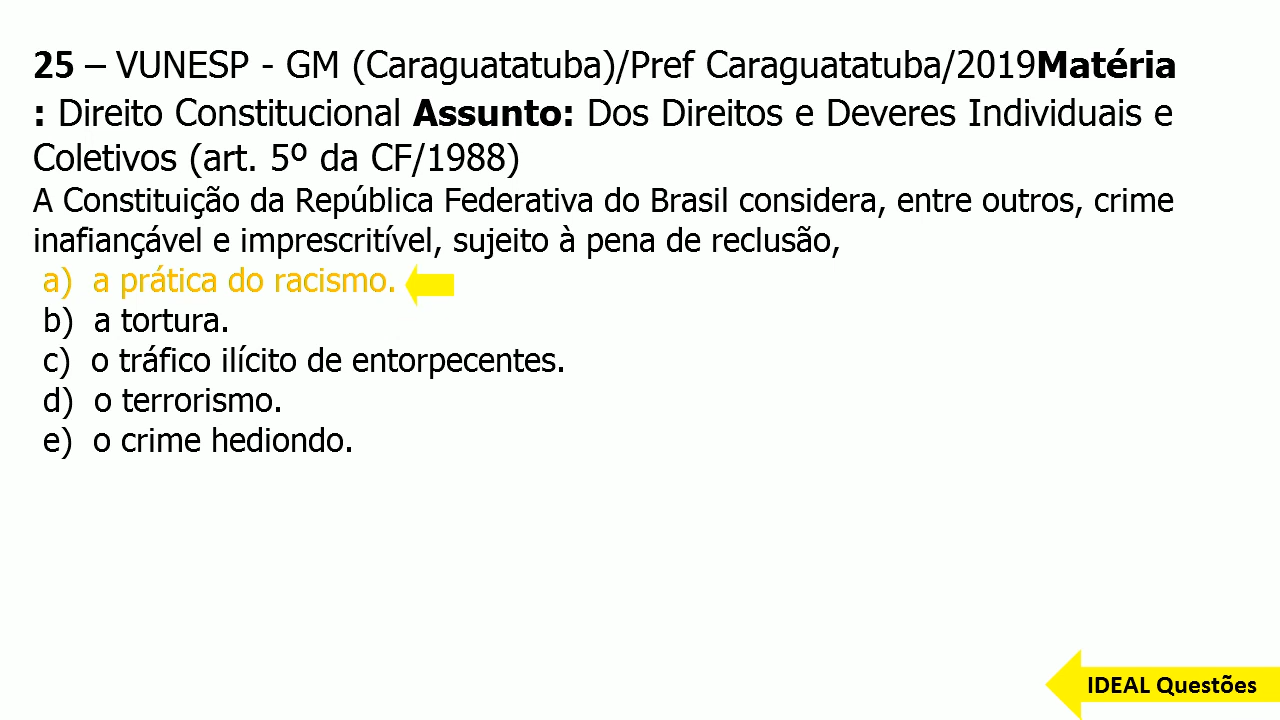 25 – VUNESP - GM (Caraguatatuba)/Pref Caraguatatuba/2019Matéria
: Direito Constitucional Assunto: Dos Direitos e Deveres Individuais e
Coletivos (art. 5º da CF/1988)
A Constituição da República Federativa do Brasil considera, entre outros, crime
inafiançável e imprescritível, sujeito à pena de reclusão,
a) a prática do racismo.
b) a tortura.
c) o tráfico ilícito de entorpecentes.
d) o terrorismo.
e) o crime hediondo.
IDEAL Questões